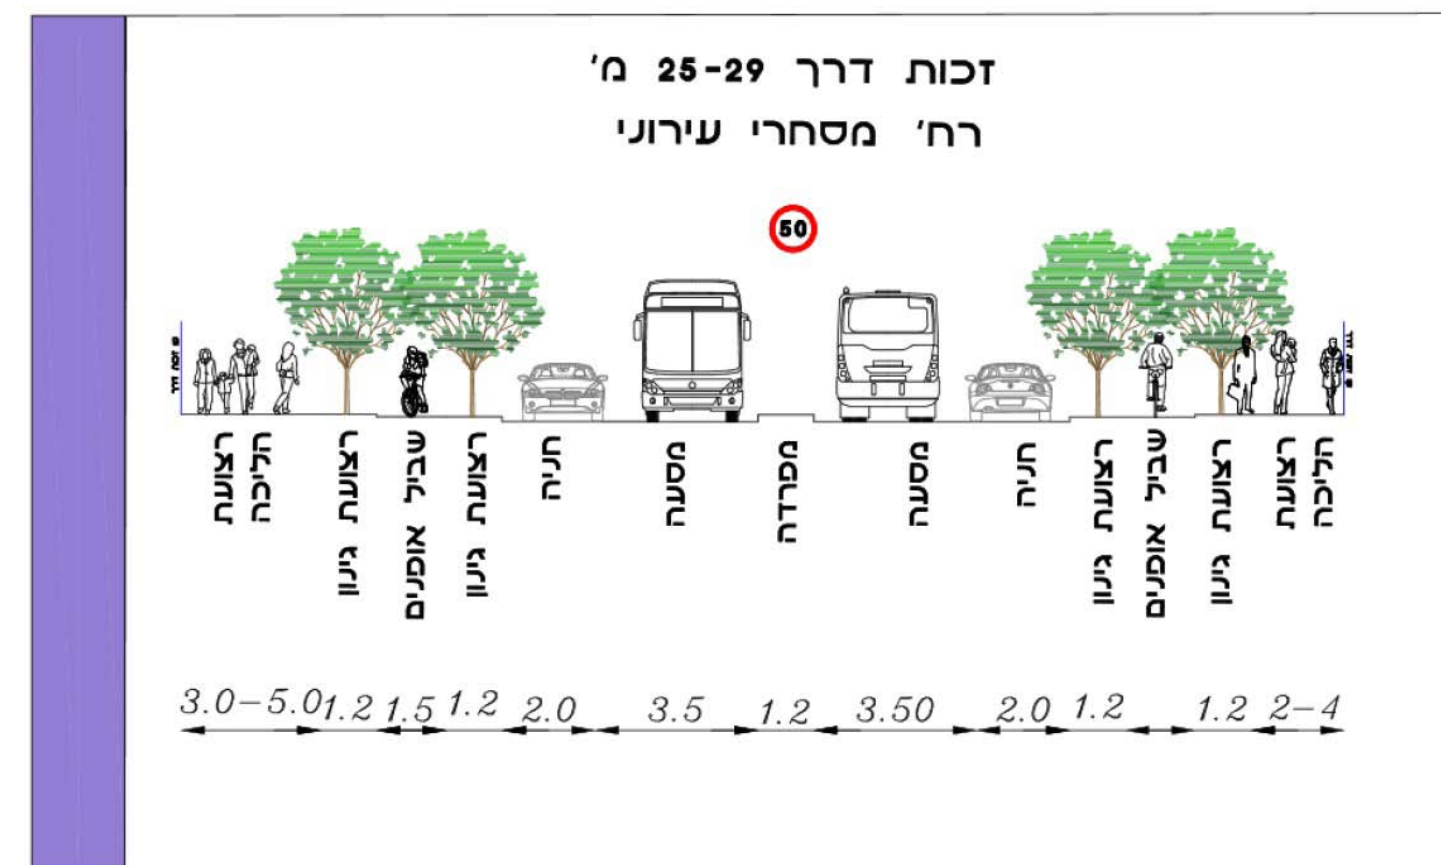 זכות דרך 25-29 מ'
רח' מסחרי עירוני
50
רצועת הליכה
רצועת גינון
שביל אופנים
רצועת גינון
חניה
מסעה
מפרדה
מסעה
חניה
רצועת גינון
שביל אופנים
רצועת גינון
רצועת הליכה
3.0-5.0 1.2 1.5 1.2 2.0 3.5 1.2 3.50 2.0 1.2 1.2 2-4